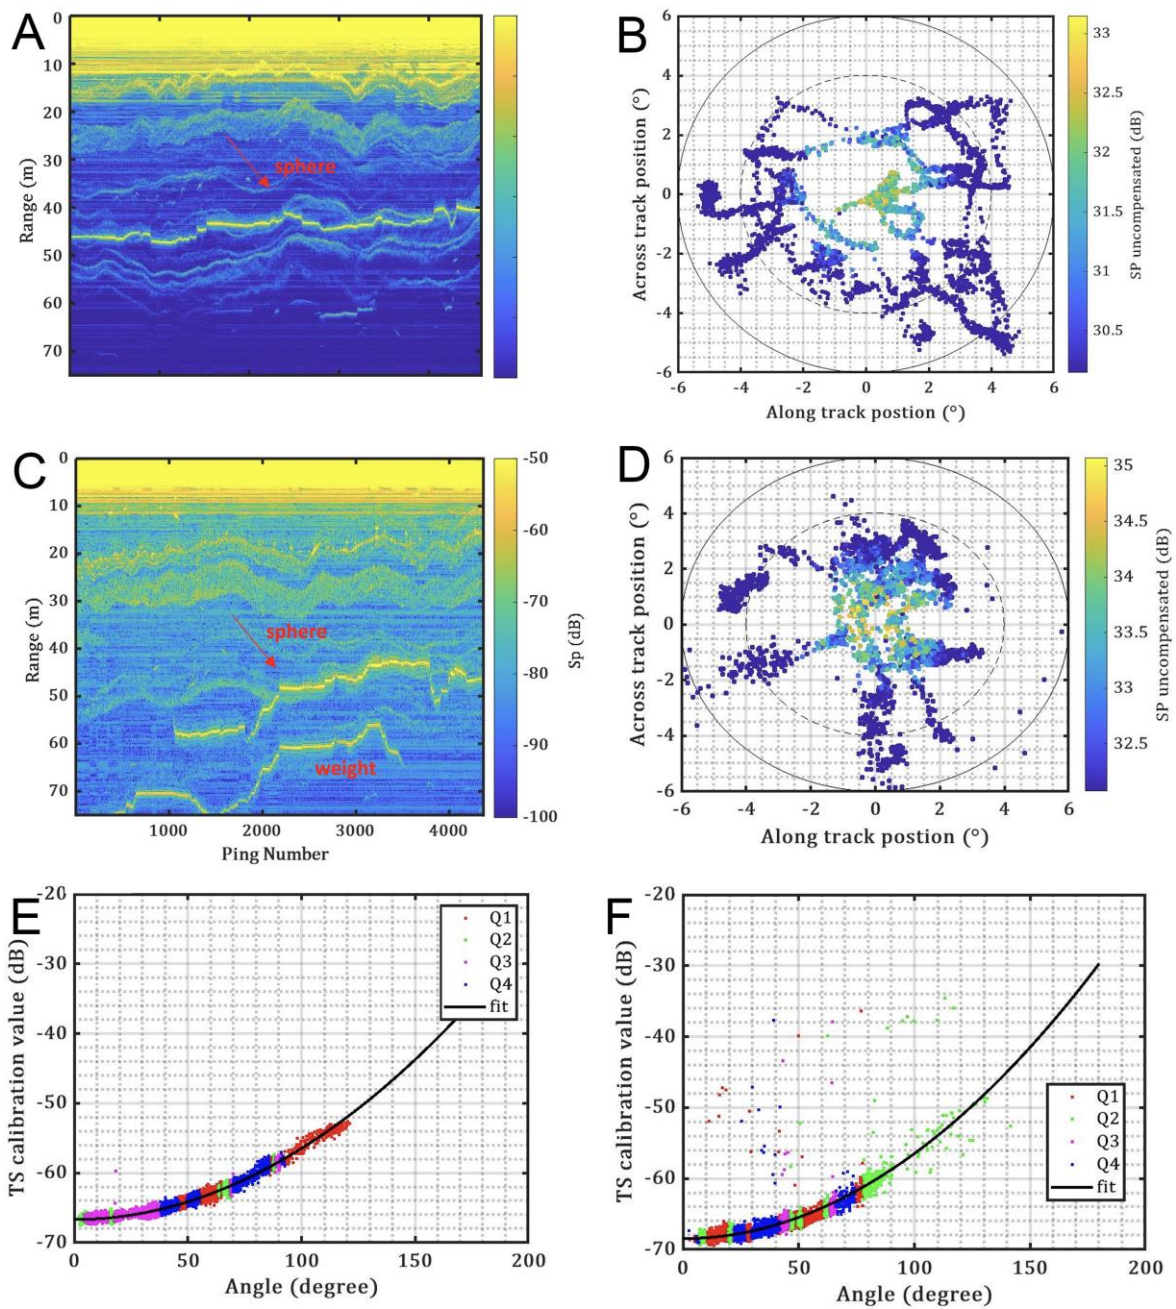 A
0
10
20
30
40
50
60
70
Range (m)
sphere
B
6
4
2
0
-2
-4
-6
Across track position (°)
-6 -4 -2 0 2 4 6
Along track postion (°)
33
32.5
32
31.5
31
30.5
SP uncompensated (dB)
C
0
10
20
30
40
50
60
70
Range (m)
sphere
weight
1000 2000 3000 4000
Ping Number
-50
-60
-70
-80
-90
-100
Sp (dB)
D
6
4
2
0
-2
-4
-6
Across track position (°)
-6 -4 -2 0 2 4 6
Along track postion (°)
35
34.5
34
33.5
33
32.5
SP uncompensated (dB)
E
-20
-30
-40
-50
-60
-70
TS calibration value (dB)
Q1
Q2
Q3
Q4
fit
0 50 100 150 200
Angle (degree)
F
-20
-30
-40
-50
-60
-70
TS calibration value (dB)
Q1
Q2
Q3
Q4
fit
0 50 100 150 200
Angle (degree)